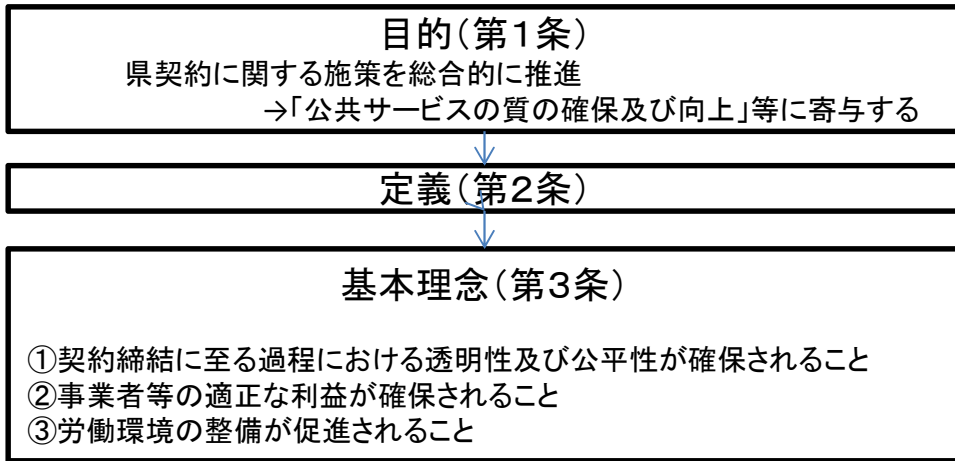 目的(第１条)
県契約に関する施策を総合的に推進
→「公共サービスの質の確保及び向上」等に寄与する
定義(第２条)
基本理念(第３条)
①契約締結に至る過程における透明性及び公平性が確保されること
②事業者等の適正な利益が確保されること
③労働環境の整備が促進されること